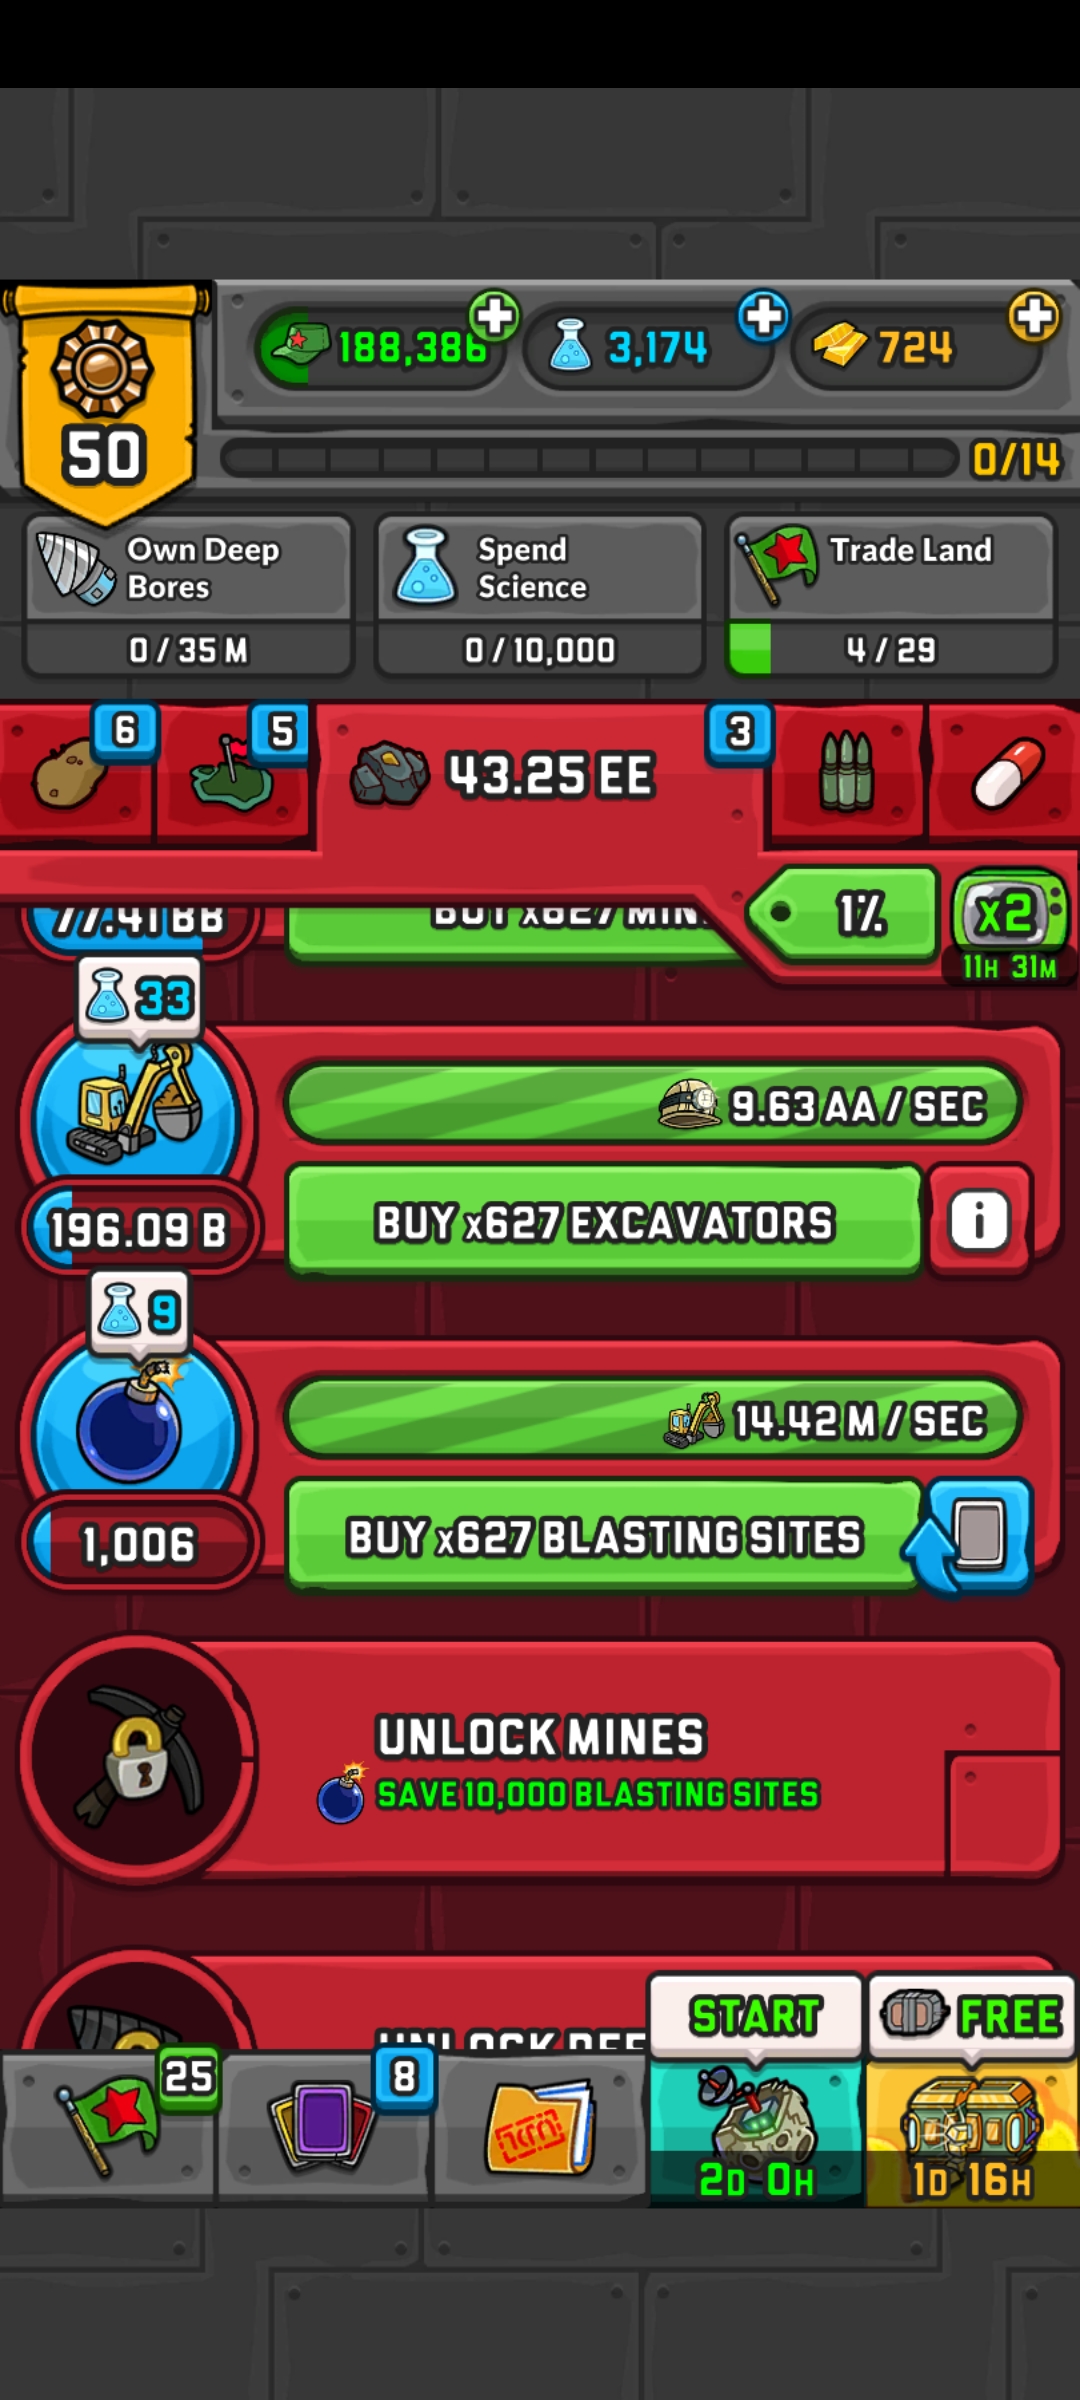 188,386
3,174
724
50
0/14
Own Deep
Bores
0 / 35 M
Spend
Science
0 / 10,000
Trade Land
4 / 29
6
5
43.25 EE
3
1%
x2
11H 31M
77.41 BB
BUY x627 MIN
33
9.63 AA / SEC
196.09 B
BUY x627 EXCAVATORS
i
9
14.42 M / SEC
1,006
BUY x627 BLASTING SITES
UNLOCK MINES
SAVE 10,000 BLASTING SITES
UNLOCK DEE
START
FREE
25
8
2D 0H
1D 16H